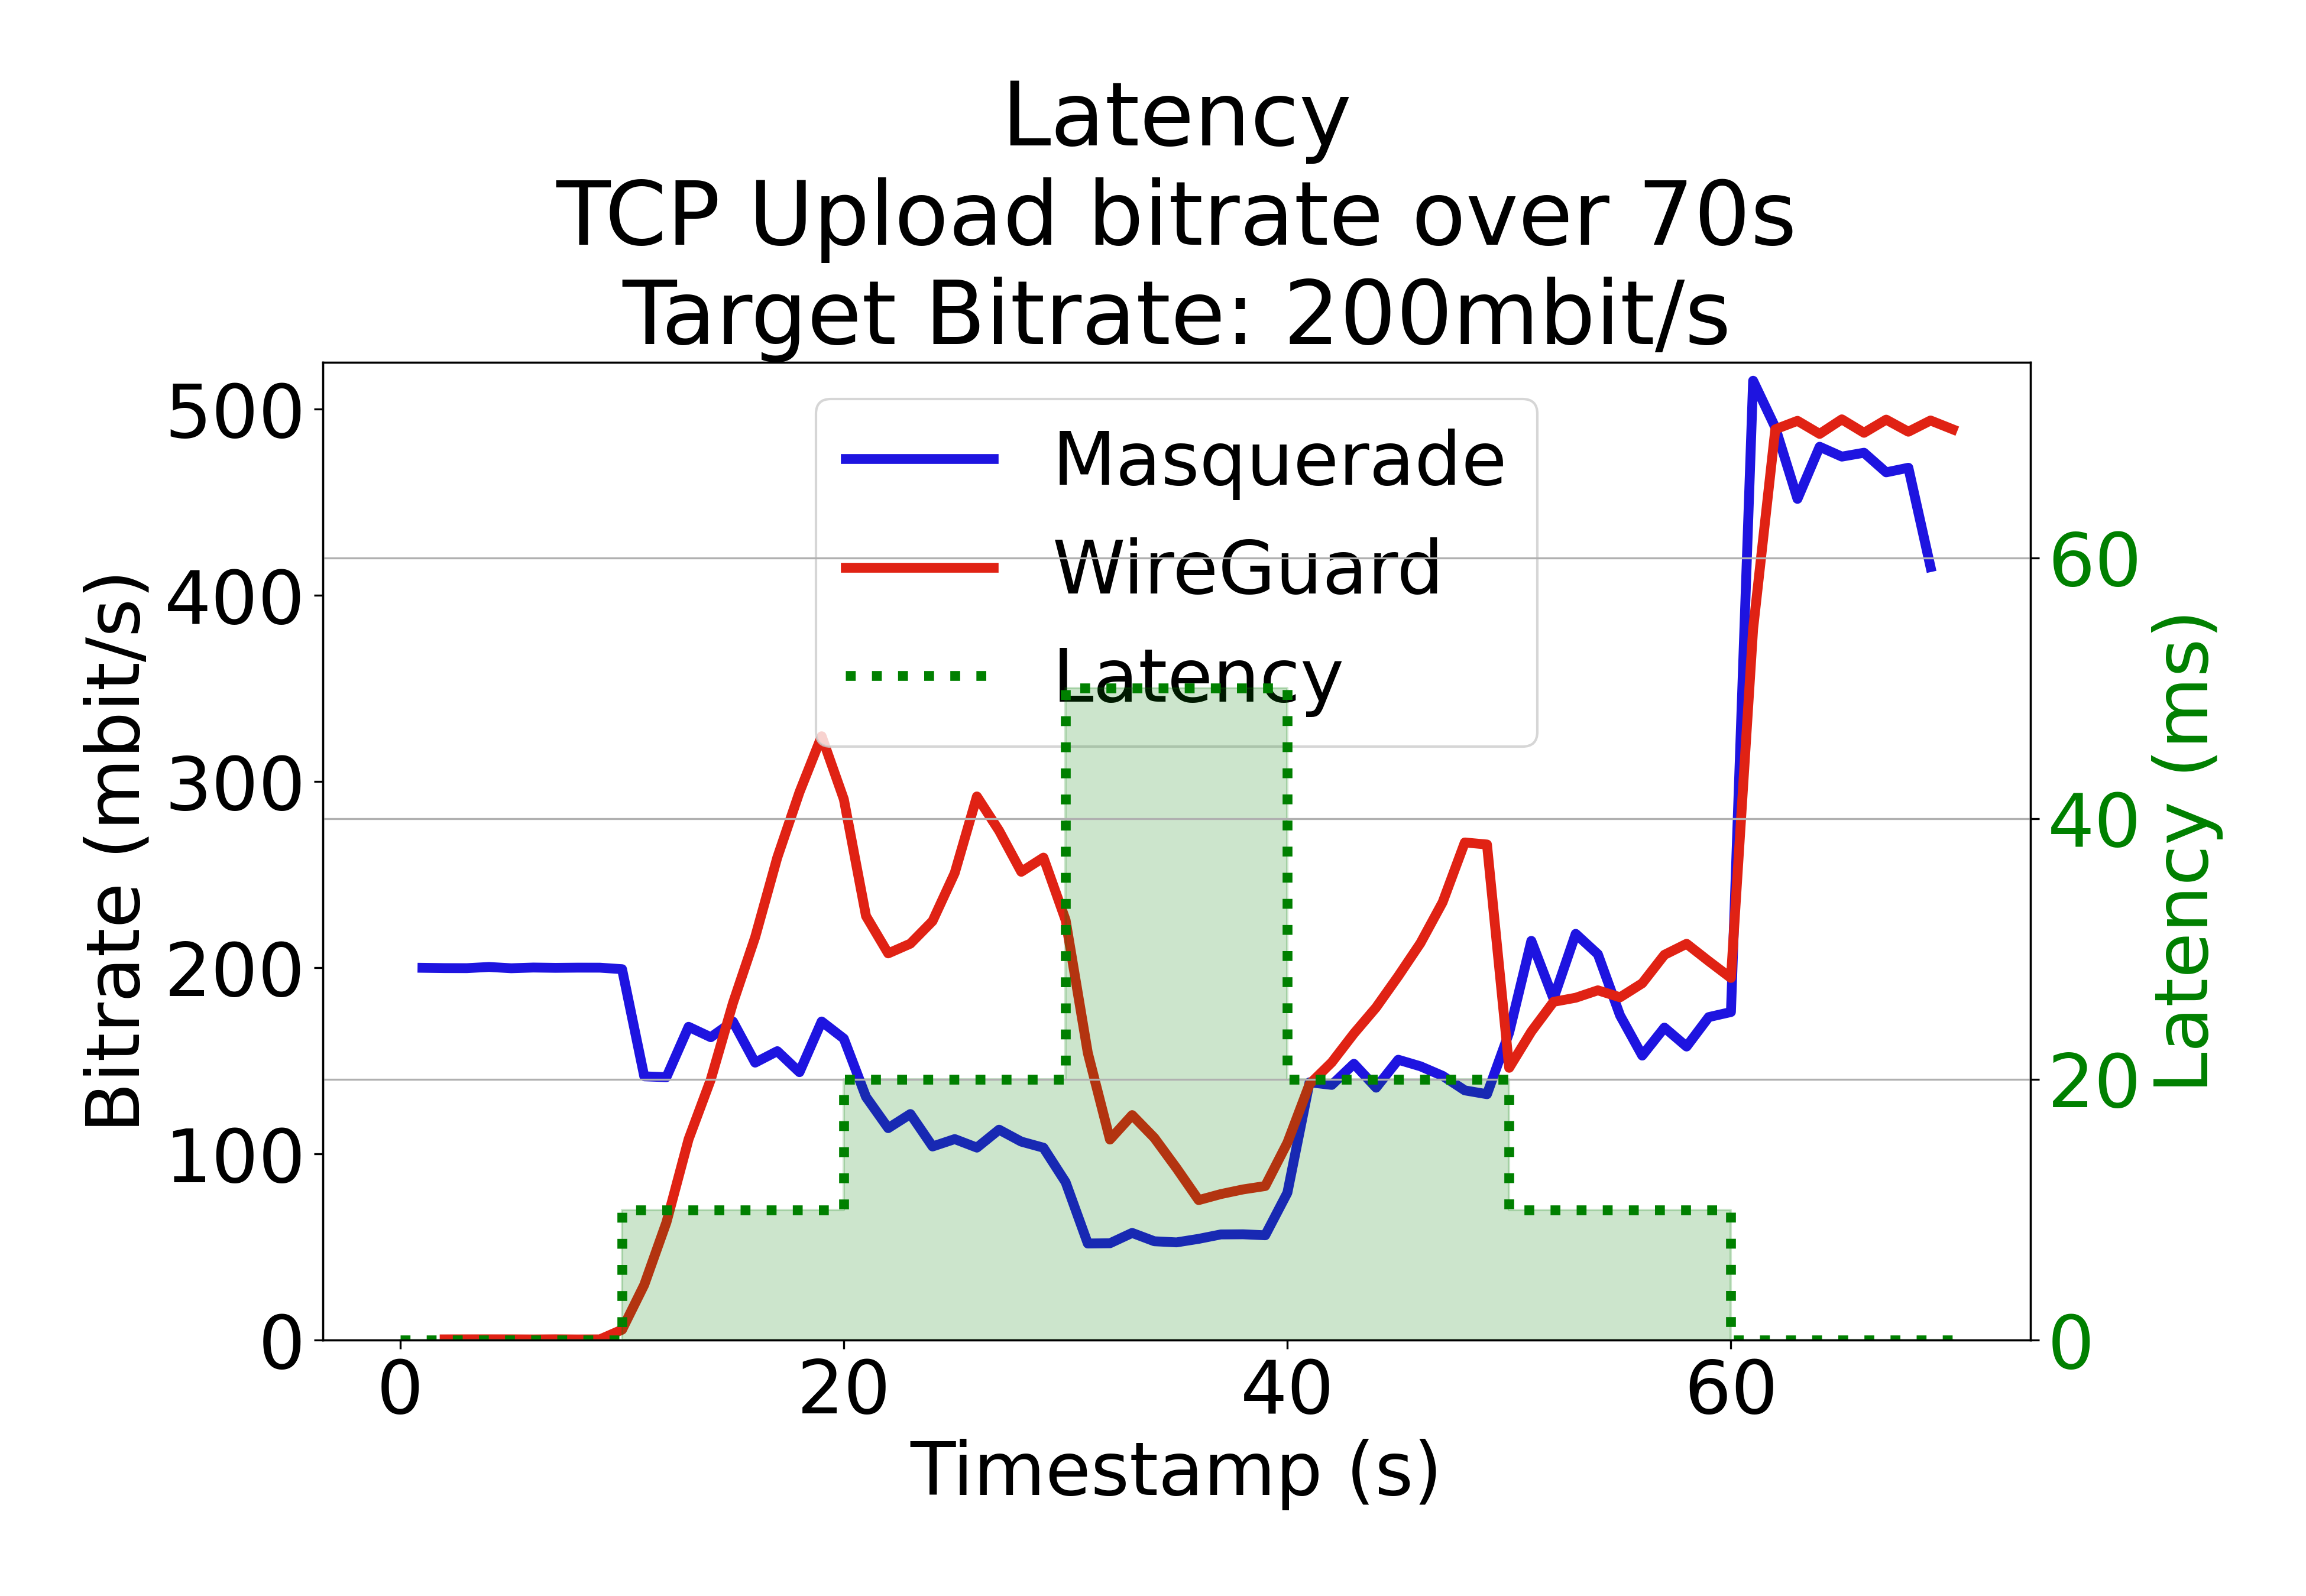 Latency
TCP Upload bitrate over 70s
Target Bitrate: 200mbit/s
Masquerade
WireGuard
Latency
Bitrate (mbit/s)
500
400
300
200
100
0
Latency (ms)
60
40
20
0
0 20 40 60
Timestamp (s)